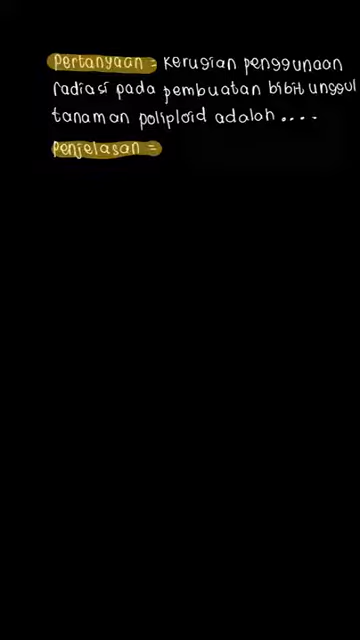 Pertanyaan = kerugian penggunaan
radiasi pada pembuatan bibit unggul
tanaman poliploid adalah ....
Penjelasan =